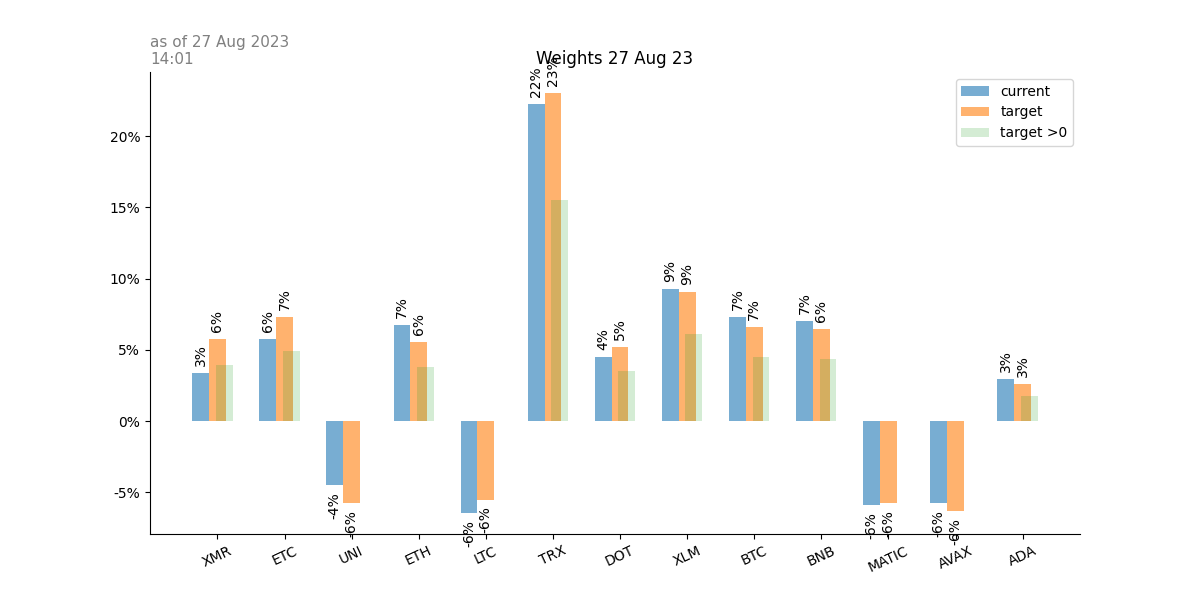 as of 27 Aug 2023
14:01
Weights 27 Aug 23
current
target
target >0
20%
15%
10%
5%
0%
-5%
3%
6%
6%
7%
-4%
-6%
7%
6%
-6%
-6%
22%
23%
4%
5%
9%
9%
7%
7%
7%
6%
-6%
-6%
-6%
-6%
3%
3%
XMR
ETC
UNI
ETH
LTC
TRX
DOT
XLM
BTC
BNB
MATIC
AVAX
ADA